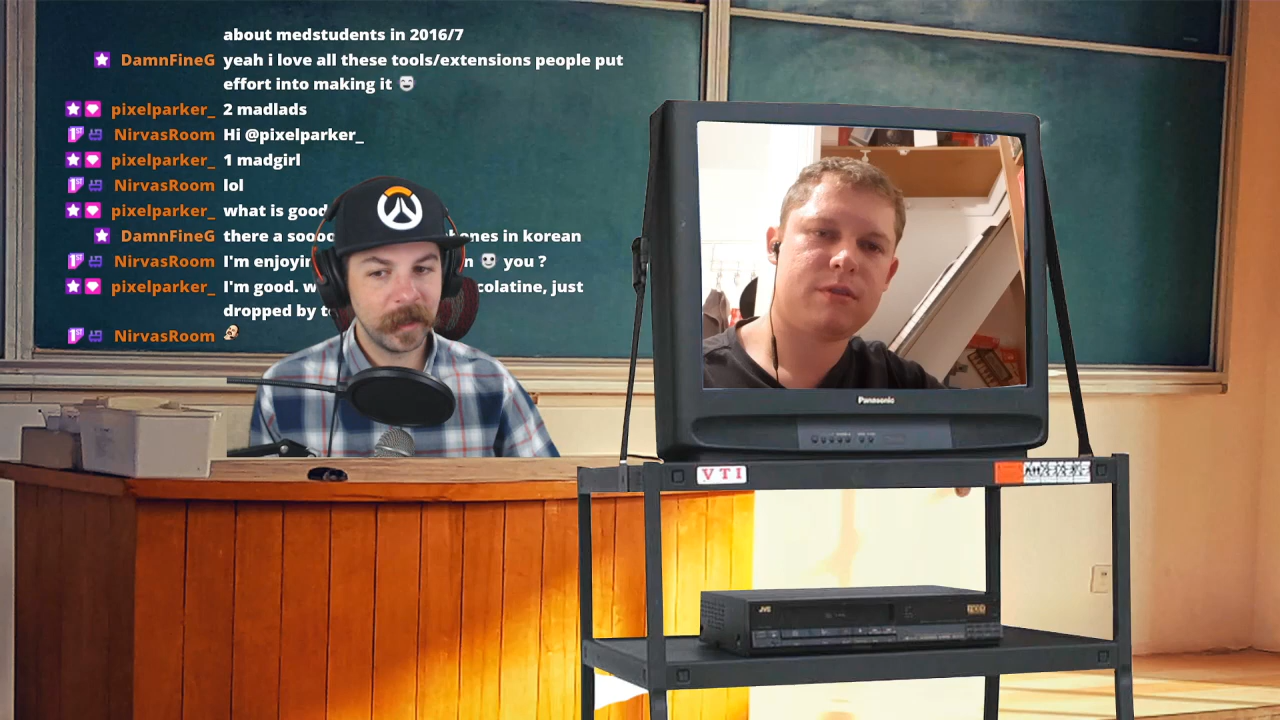 about medstudents in 2016/7
DamnFineG yeah i love all these tools/extensions people put
effort into making it
pixelparker_ 2 madlads
NirvasRoom Hi @pixelparker_
pixelparker_ 1 madgirl
NirvasRoom lol
pixelparker_ what is good
DamnFineG there a sooo ones in korean
NirvasRoom I'm enjoyin n you ?
pixelparker_ I'm good. w colatine, just
dropped by t
NirvasRoom
Panasonic
VTI
JVC